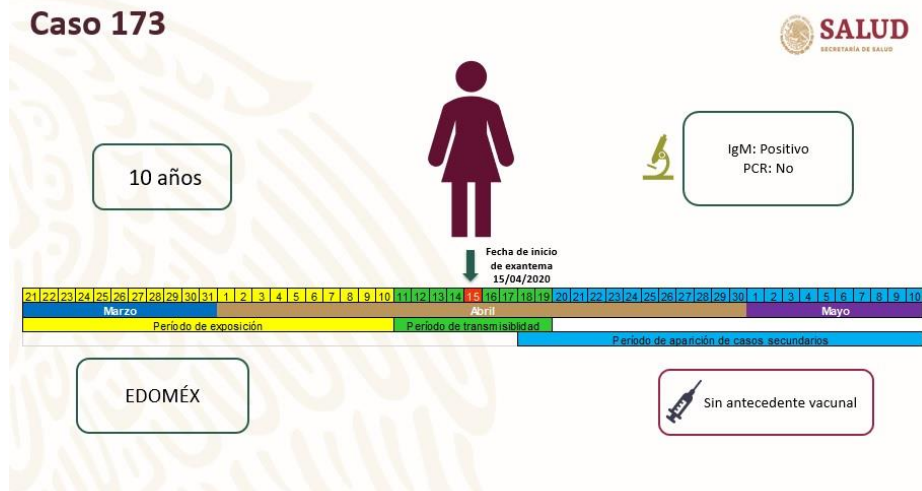 Caso 173
SALUD
SECRETARÍA DE SALUD
10 años
IgM: Positivo
PCR: No
Fecha de inicio
de exantema
15/04/2020
21 22 23 24 25 26 27 28 29 30 31 1 2 3 4 5 6 7 8 9 10 11 12 13 14 15 16 17 18 19 20 21 22 23 24 25 26 27 28 29 30 1 2 3 4 5 6 7 8 9 10
Marzo Abril Mayo
Período de exposición Período de transmisiblidad
Período de aparición de casos secundarios
EDOMÉX
Sin antecedente vacunal